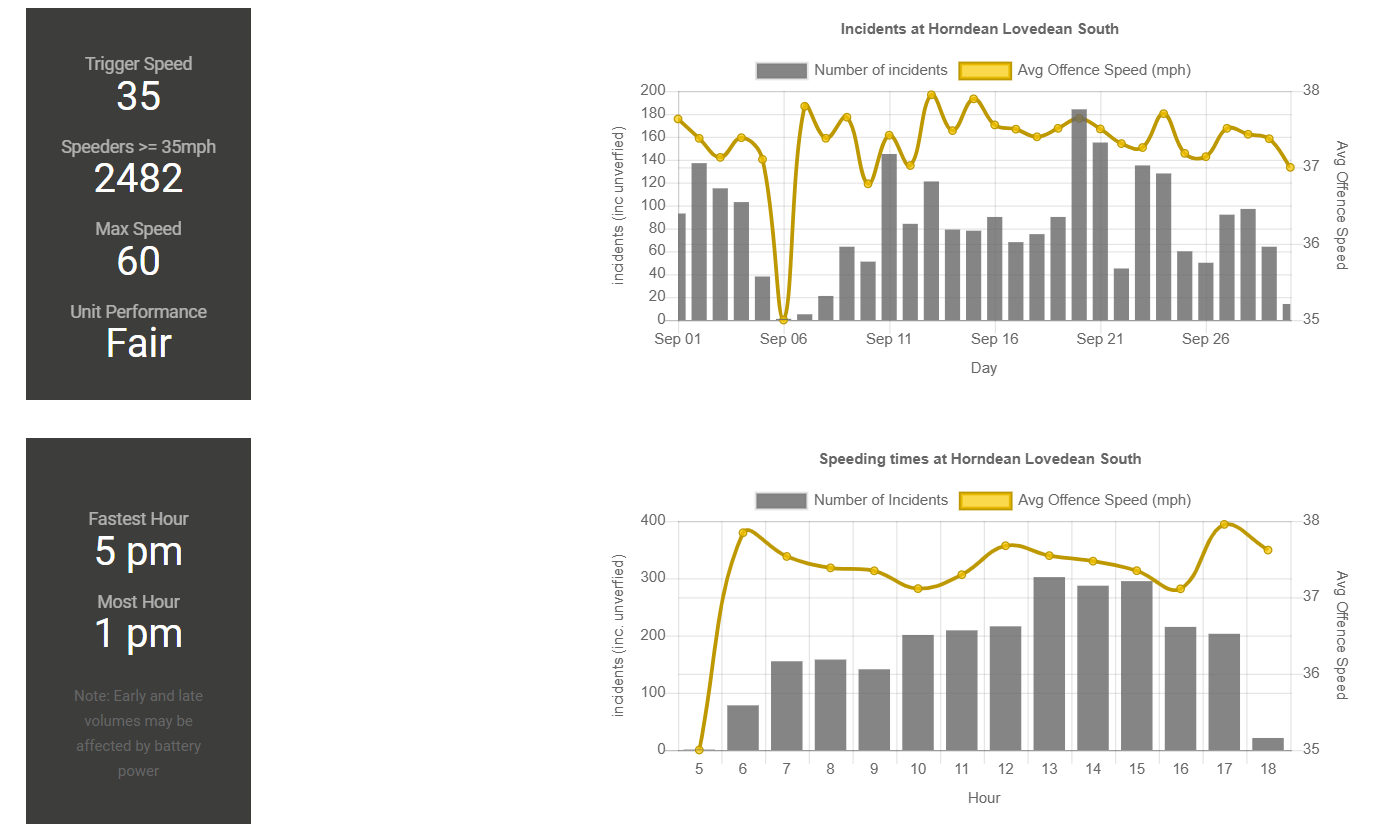 Trigger Speed
35
Speeders >= 35mph
2482
Max Speed
60
Unit Performance
Fair
Incidents at Horndean Lovedean South
Number of incidents Avg Offence Speed (mph)
200 38
180
160
140 37
120
100
80 36
60
40
20
0 35
incidents (inc unverfied)
Avg Offence Speed
Sep 01 Sep 06 Sep 11 Sep 16 Sep 21 Sep 26
Day
Fastest Hour
5 pm
Most Hour
1 pm
Note: Early and late
volumes may be
affected by battery
power
Speeding times at Horndean Lovedean South
Number of Incidents Avg Offence Speed (mph)
400 38
300 37
200
100 36
0 35
incidents (inc. unverfied)
Avg Offence Speed
5 6 7 8 9 10 11 12 13 14 15 16 17 18
Hour